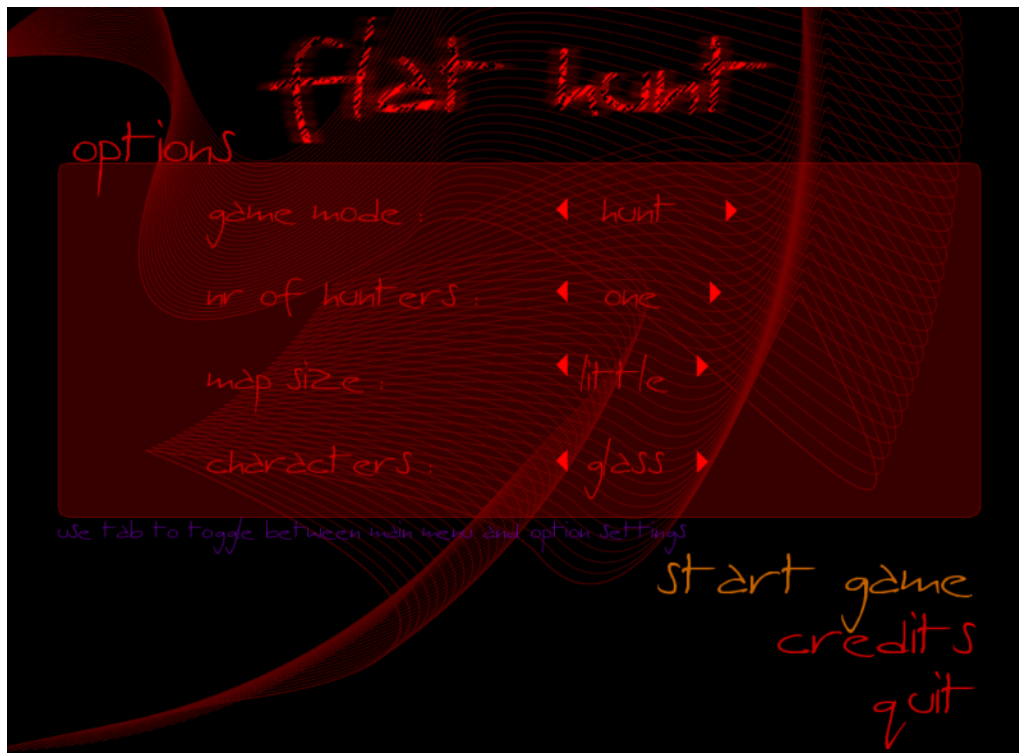 flat hunt
options
game mode : hunt
nr of hunters : one
map size : little
characters : glass
use tab to toggle between main menu and option settings
start game
credits
quit